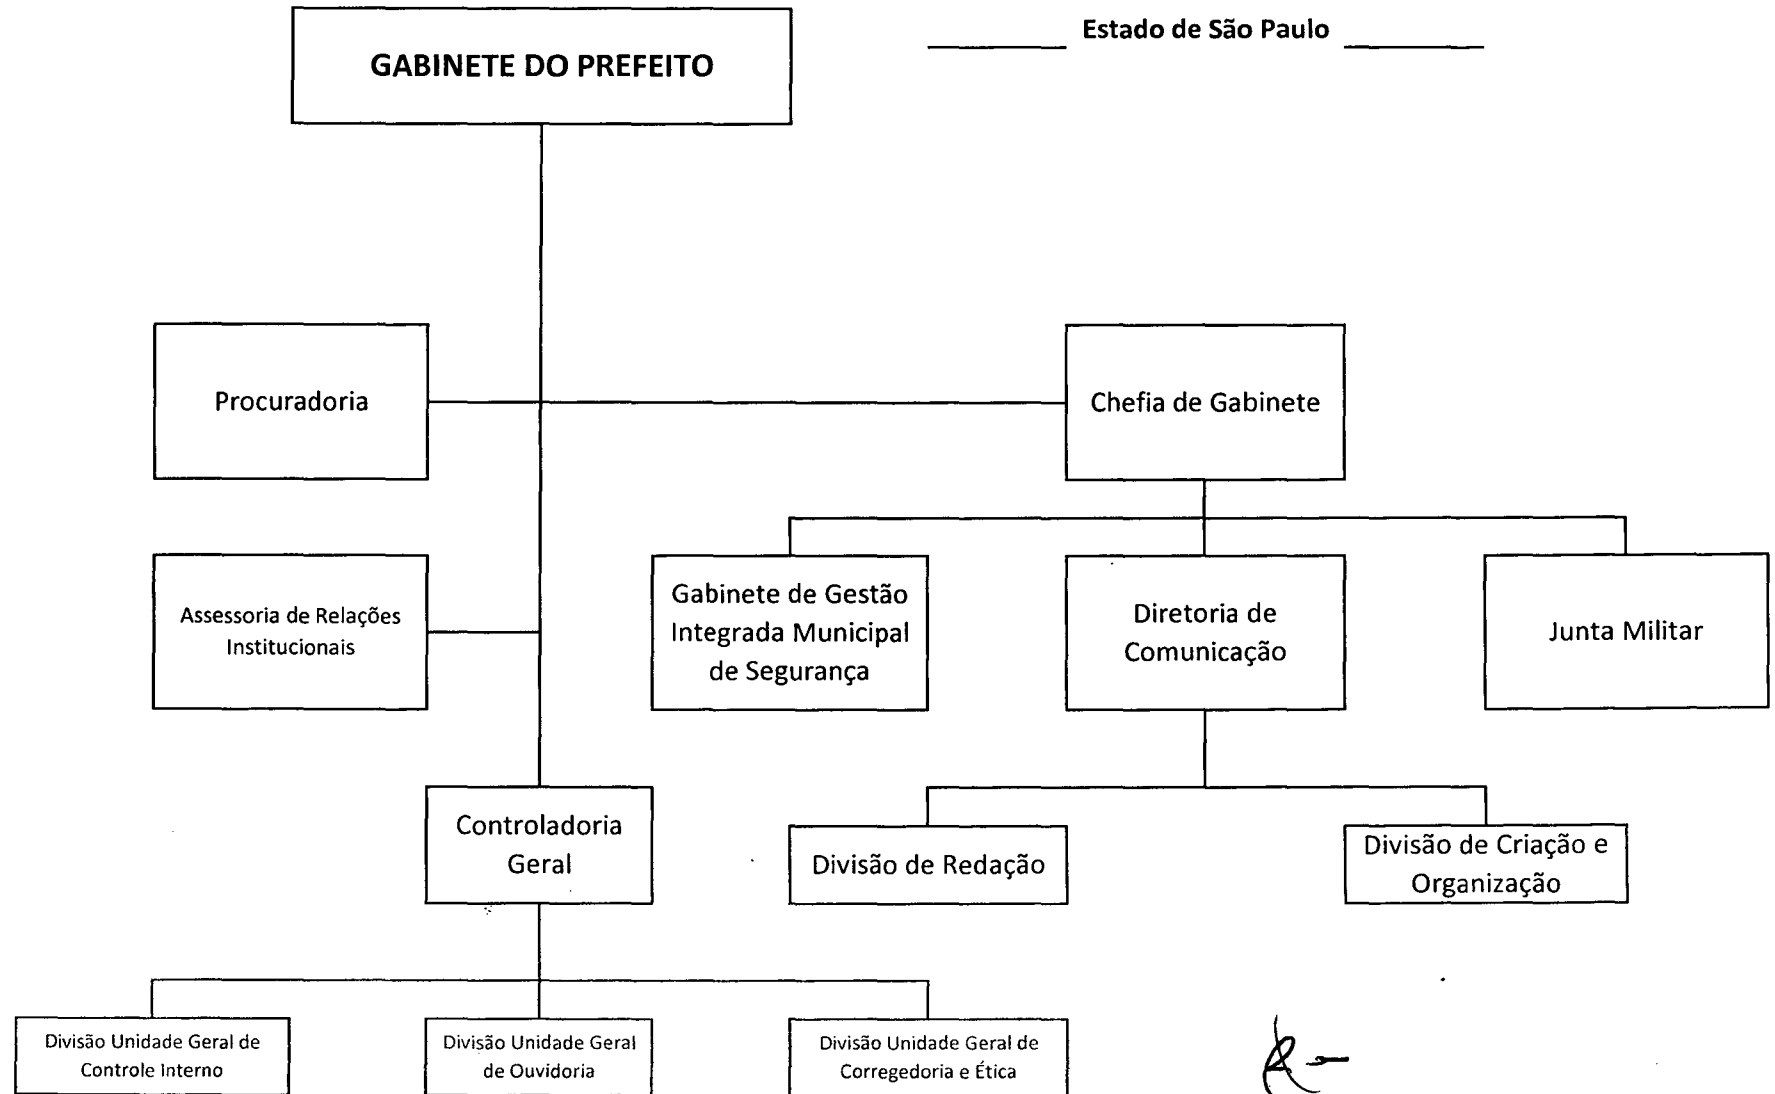 Estado de São Paulo
GABINETE DO PREFEITO
Procuradoria
Chefia de Gabinete
Assessoria de Relações
Institucionais
Gabinete de Gestão
Integrada Municipal
de Segurança
Diretoria de
Comunicação
Junta Militar
Controladoria
Geral
Divisão de Redação
Divisão de Criação e
Organização
Divisão Unidade Geral de
Controle Interno
Divisão Unidade Geral
de Ouvidoria
Divisão Unidade Geral de
Corregedoria e Ética